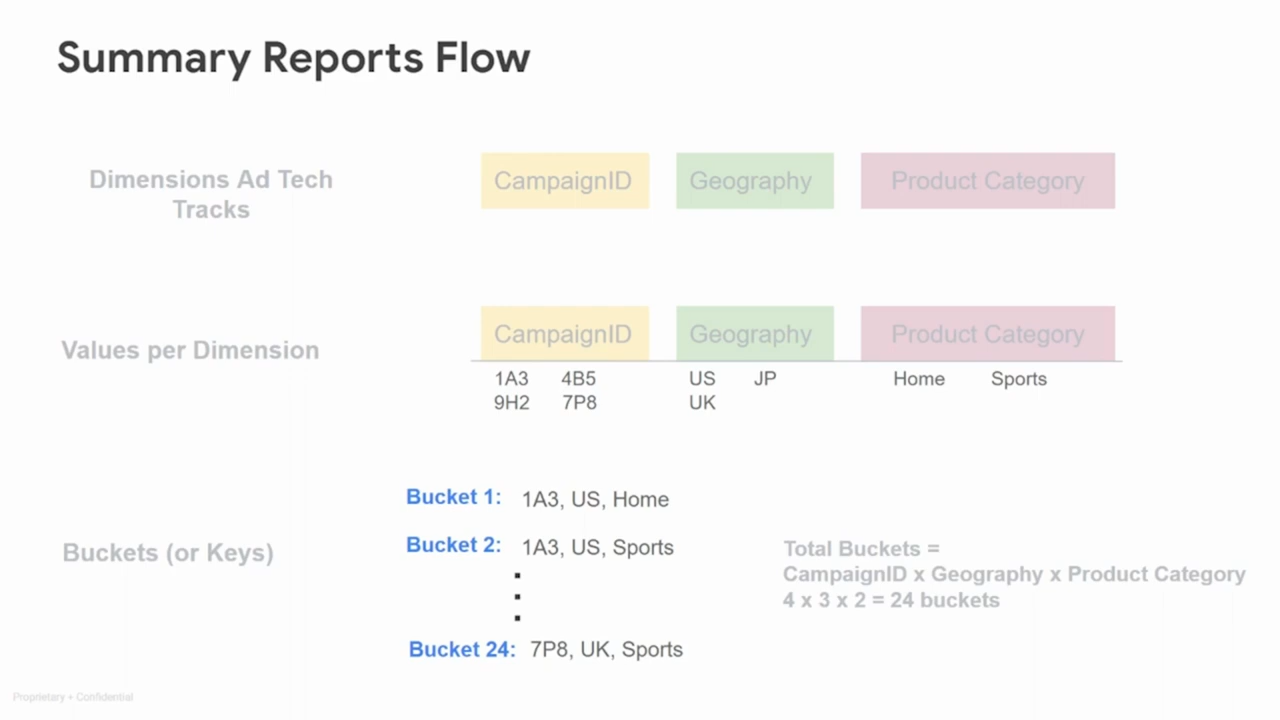 Summary Reports Flow
Dimensions Ad Tech
Tracks
CampaignID
Geography
Product Category
Values per Dimension
CampaignID
Geography
Product Category
1A3 4B5
9H2 7P8
US JP
UK
Home Sports
Buckets (or Keys)
Bucket 1: 1A3, US, Home
Bucket 2: 1A3, US, Sports
Bucket 24: 7P8, UK, Sports
Total Buckets =
CampaignID x Geography x Product Category
4 x 3 x 2 = 24 buckets
Proprietary + Confidential